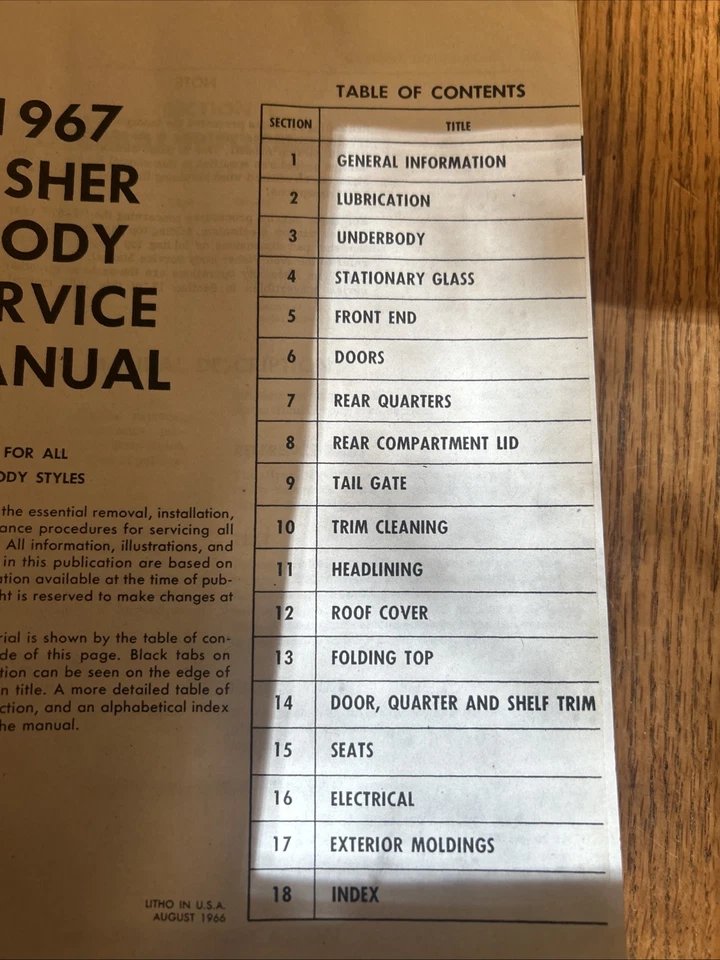 1967
SHER
ODY
RVICE
ANUAL
FOR ALL
ODY STYLES
the essential removal, installation,
ance procedures for servicing all
All information, illustrations, and
in this publication are based on
ation available at the time of pub-
ht is reserved to make changes at
rial is shown by the table of con-
de of this page. Black tabs on
tion can be seen on the edge of
n title. A more detailed table of
ction, and an alphabetical index
he manual.
LITHO IN U.S.A.
AUGUST 1966
TABLE OF CONTENTS
SECTION TITLE
1 GENERAL INFORMATION
2 LUBRICATION
3 UNDERBODY
4 STATIONARY GLASS
5 FRONT END
6 DOORS
7 REAR QUARTERS
8 REAR COMPARTMENT LID
9 TAIL GATE
10 TRIM CLEANING
11 HEADLINING
12 ROOF COVER
13 FOLDING TOP
14 DOOR, QUARTER AND SHELF TRIM
15 SEATS
16 ELECTRICAL
17 EXTERIOR MOLDINGS
18 INDEX